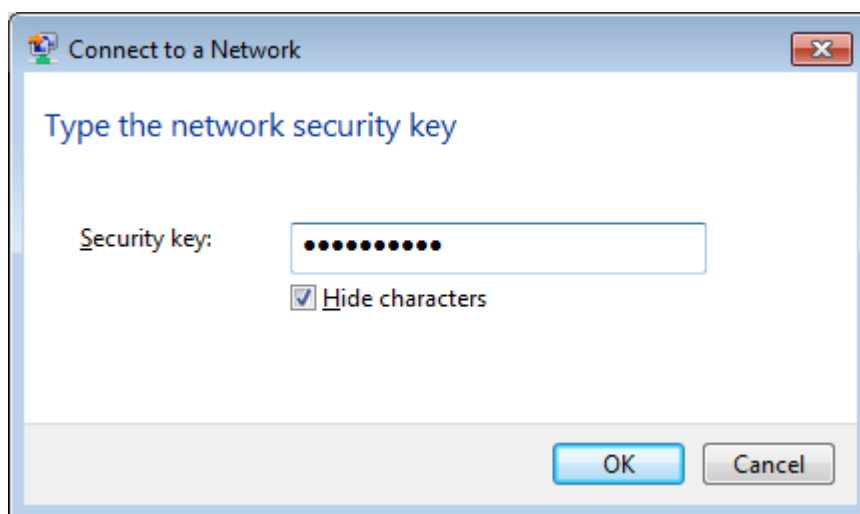 Connect to a Network
Type the network security key
Security key: ●●●●●●●●●●
Hide characters
OK Cancel